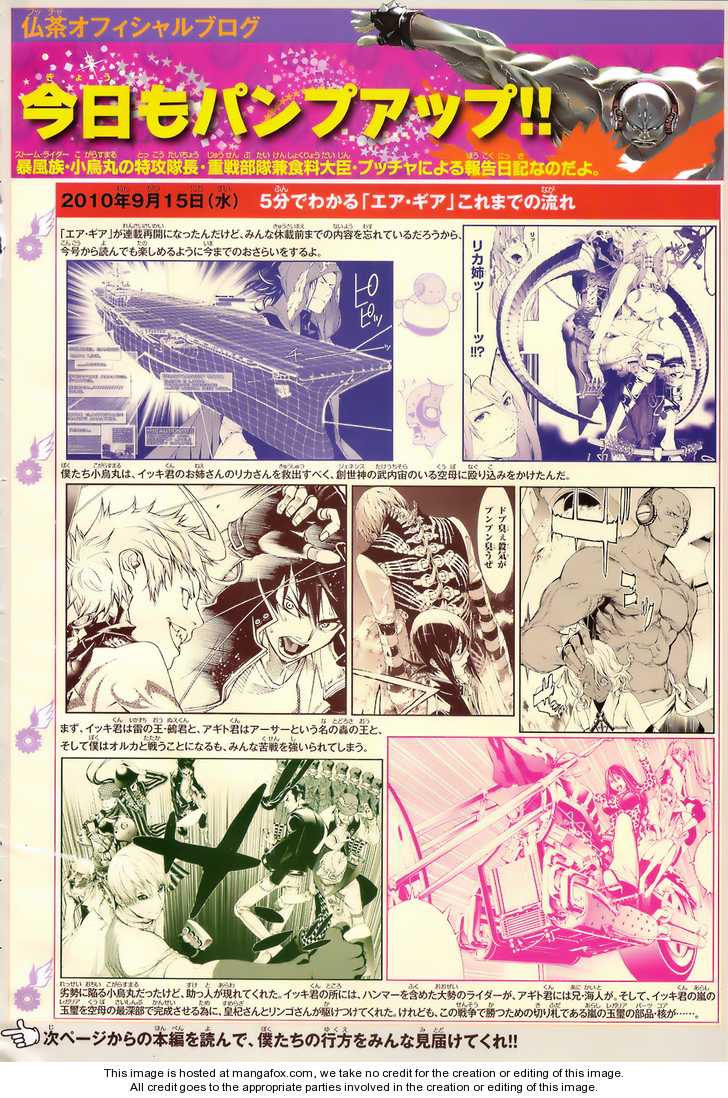 仏茶オフィシャルブログ
今日もパンプアップ!!
暴風族・小烏丸の特攻隊長・重戦部隊兼食料大臣・ブッチャによる報告日記なのだよ。
2010年9月15日(水) 5分でわかる「エア・ギア」これまでの流れ
「エア・ギア」が連載再開になったんだけど、みんな休載前までの内容を忘れているだろうから、
今号から読んでも楽しめるように今までのおさらいをするよ。
ピピッ
リカ姉ッーーーーッ!!?
僕たち小烏丸は、イッキ君のお姉さんのリカさんを救出すべく、創世神の武内宙のいる空母に殴り込みをかけたんだ。
ドブ臭ぇ殺気が
プンプン臭うぜ
まず、イッキ君は雷の王・鵺君と、アギト君はアーサーという名の轟の王と、
そして僕はオルカと戦うことになるも、みんな苦戦を強いられてしまう。
劣勢に陥る小烏丸だったけど、助っ人が現れてくれた。イッキ君の所には、ハンマーを含めた大勢のライダーが、アギト君には兄・海人が。そして、イッキ君の嵐の
玉璽を空母の最深部で完成させる為に、皇杞さんとリンゴさんが駆けつけてくれた。けれども、この戦争で勝つための切り札である嵐の玉璽の部品・核が……。
次ページからの本編を読んで、僕たちの行方をみんな見届けてくれ!!
This image is hosted at mangafox.com, we take no credit for the creation or editing of this image.
All credit goes to the appropriate parties involved in the creation or editing of this image.